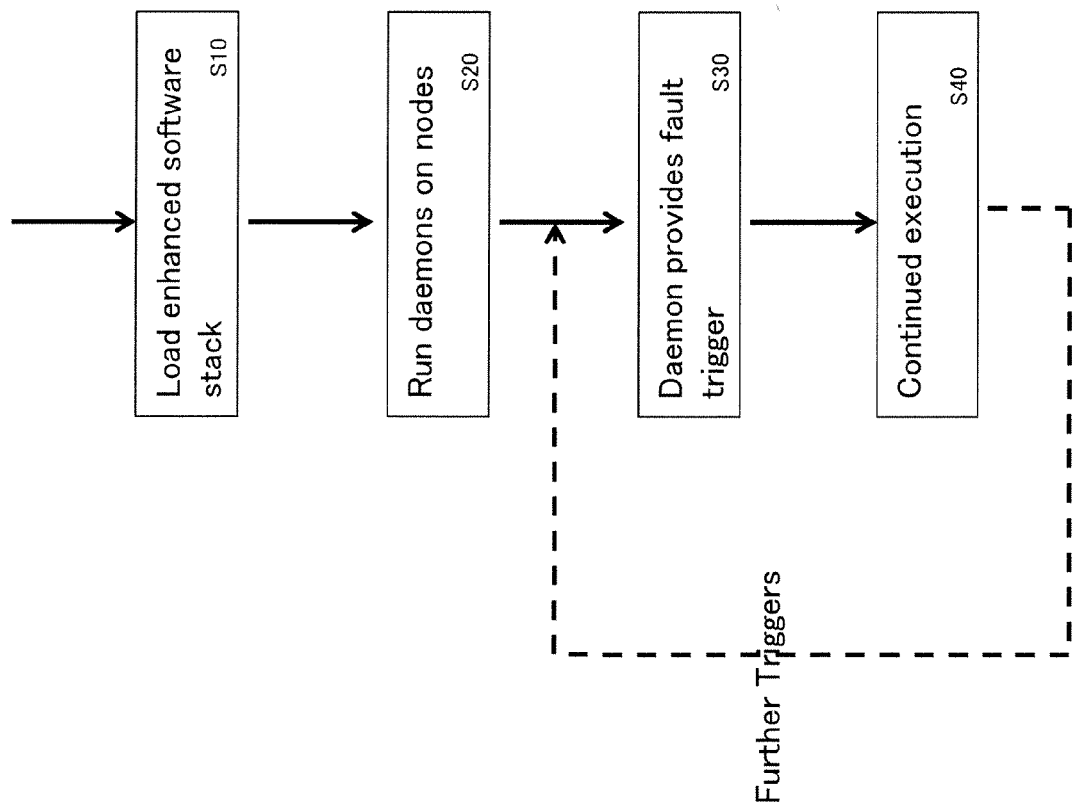 Load enhanced software
stack
S10
Run daemons on nodes
S20
Daemon provides fault
trigger
S30
Continued execution
S40
Further Triggers